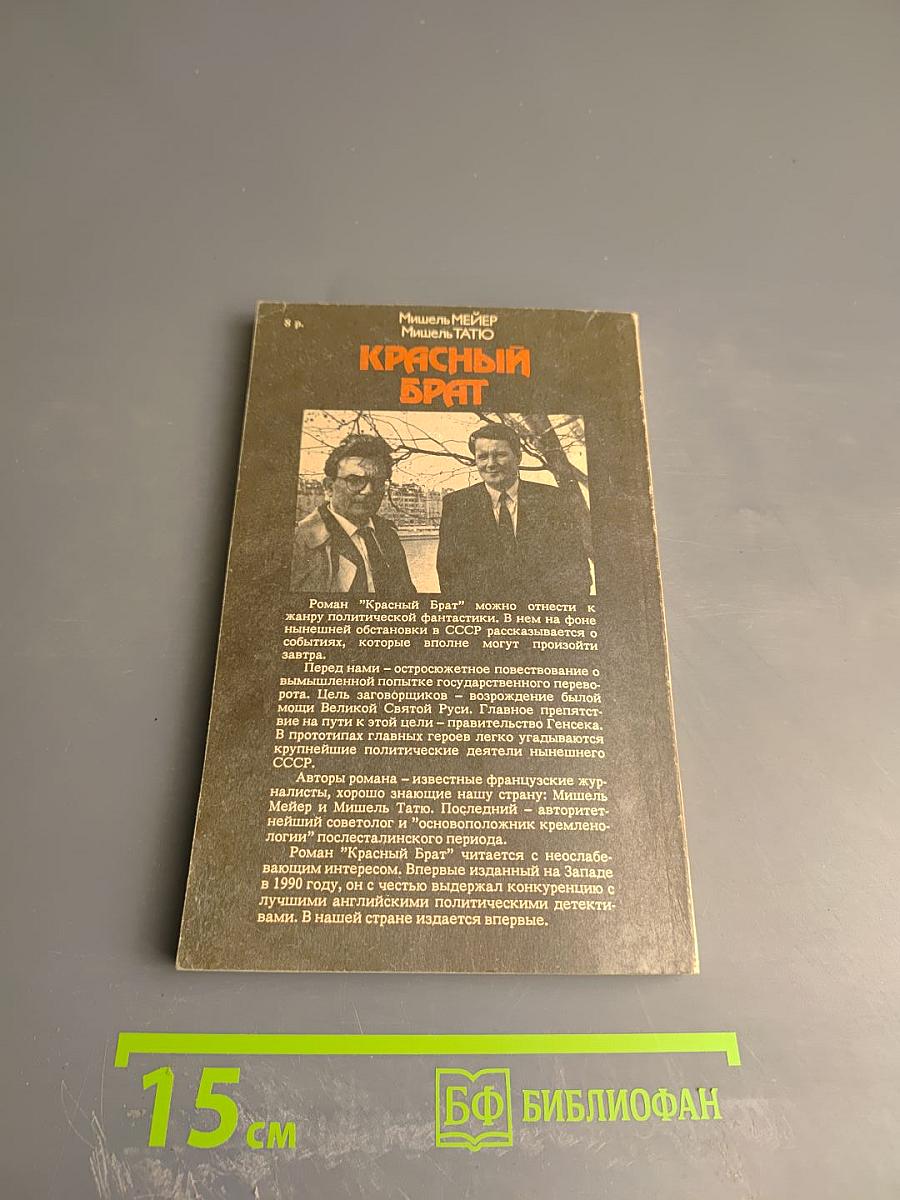 8 р.
Мишель МЕЙЕР
Мишель ТАТЮ
КРАСНЫЙ
БРАТ
Роман "Красный Брат" можно отнести к
жанру политической фантастики. В нем на фоне
нынешней обстановки в СССР рассказывается о
событиях, которые вполне могут произойти
завтра.
Перед нами – остросюжетное повествование о
вымышленной попытке государственного перево-
рота. Цель заговорщиков – возрождение былой
мощи Великой Святой Руси. Главное препятст-
вие на пути к этой цели – правительство Генсека.
В прототипах главных героев легко угадываются
крупнейшие политические деятели нынешнего
СССР.
Авторы романа – известные французские жур-
налисты, хорошо знающие нашу страну: Мишель
Мейер и Мишель Татю. Последний – авторитет-
нейший советолог и "основоположник кремлено-
логии" послесталинского периода.
Роман "Красный Брат" читается с неослабе-
вающим интересом. Впервые изданный на Западе
в 1990 году, он с честью выдержал конкуренцию с
лучшими английскими политическими детекти-
вами. В нашей стране издается впервые.
15 см
БФ БИБЛИОФАН